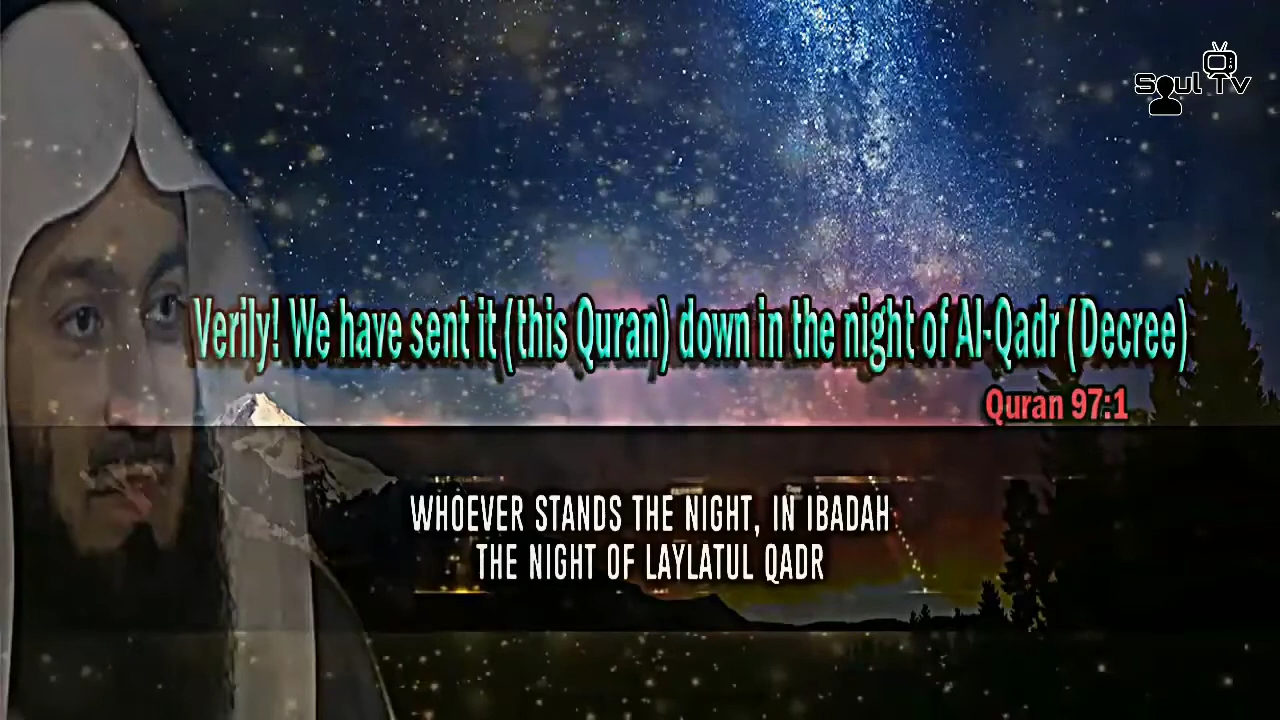 Soul Tv
Verily! We have sent it (this Quran) down in the night of Al-Qadr (Decree)
Quran 97:1
WHOEVER STANDS THE NIGHT, IN IBADAH
THE NIGHT OF LAYLATUL QADR